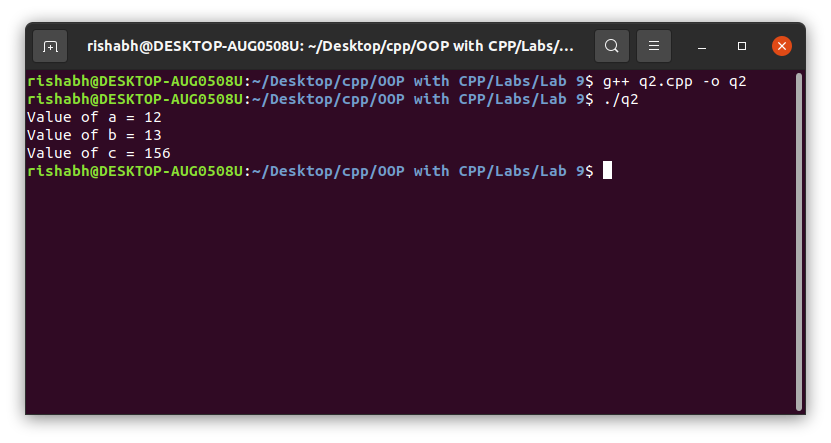 rishabh@DESKTOP-AUG0508U: ~/Desktop/cpp/OOP with CPP/Labs/...
rishabh@DESKTOP-AUG0508U:~/Desktop/cpp/OOP with CPP/Labs/Lab 9$ g++ q2.cpp -o q2
rishabh@DESKTOP-AUG0508U:~/Desktop/cpp/OOP with CPP/Labs/Lab 9$ ./q2
Value of a = 12
Value of b = 13
Value of c = 156
rishabh@DESKTOP-AUG0508U:~/Desktop/cpp/OOP with CPP/Labs/Lab 9$